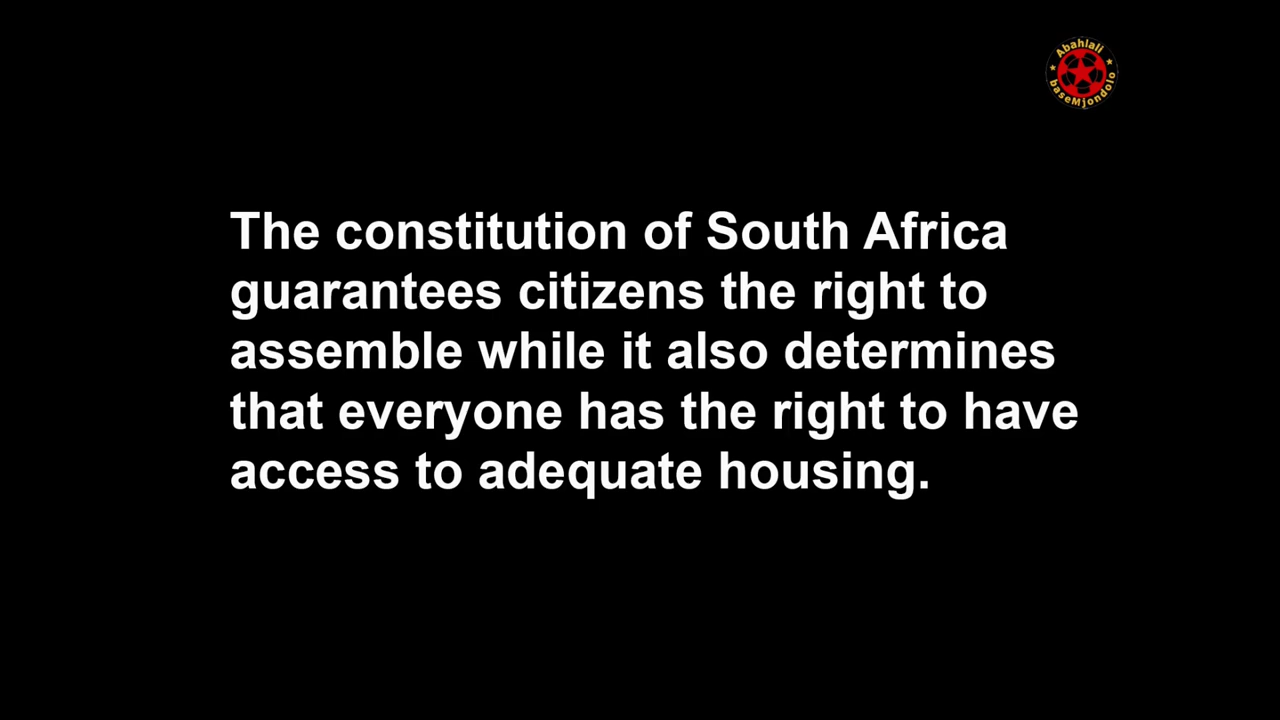 Abahlali
baseMjondolo
The constitution of South Africa
guarantees citizens the right to
assemble while it also determines
that everyone has the right to have
access to adequate housing.